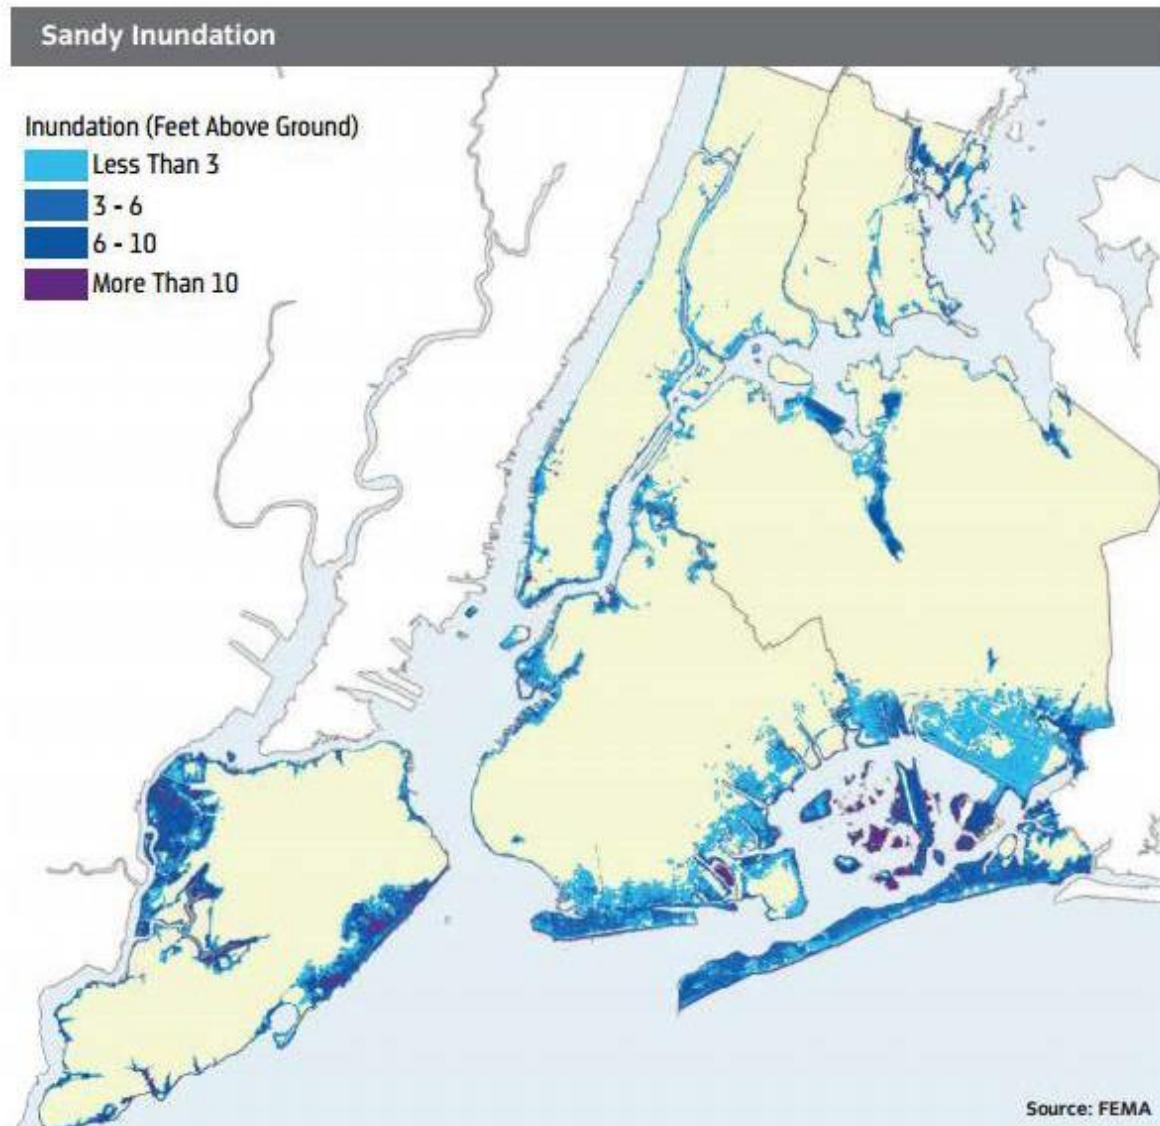 Sandy Inundation
Inundation (Feet Above Ground)
Less Than 3
3 - 6
6 - 10
More Than 10
Source: FEMA